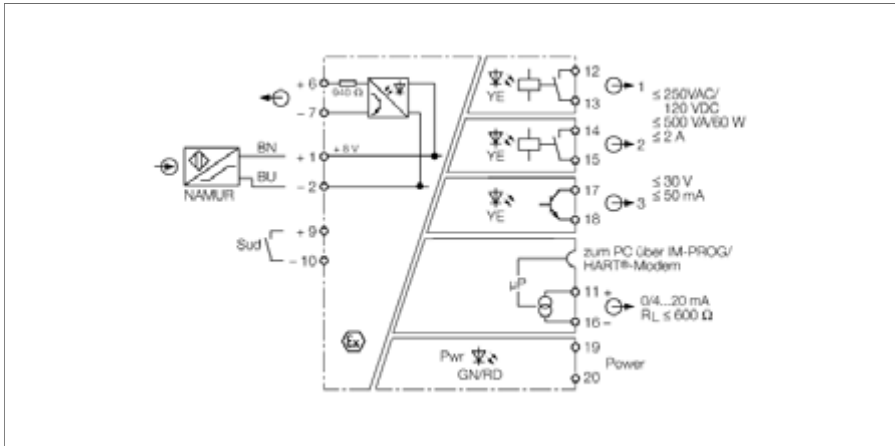 + 6
940 Ω
- 7
BN
+ 1
+ 8 V
BU
- 2
NAMUR
+ 9
Sud
- 10
Ex
YE
12
13
1
≤ 250VAC/
120 VDC
≤ 500 VA/60 W
≤ 2 A
YE
14
15
2
YE
17
18
3
≤ 30 V
≤ 50 mA
zum PC über IM-PROG/
HART®-Modem
µP
11 +
16 -
0/4...20 mA
RL ≤ 600 Ω
Pwr
GN/RD
19
20
Power